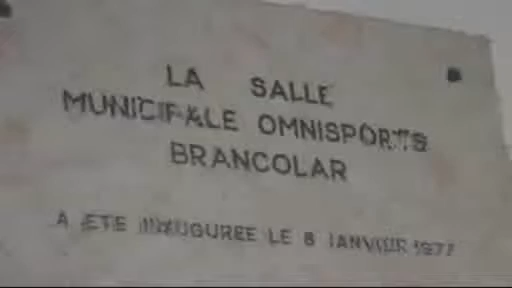 LA SALLE
MUNICIPALE OMNISPORTS
BRANCOLAR
A ETE INAUGUREE LE 8 JANVIER 1977